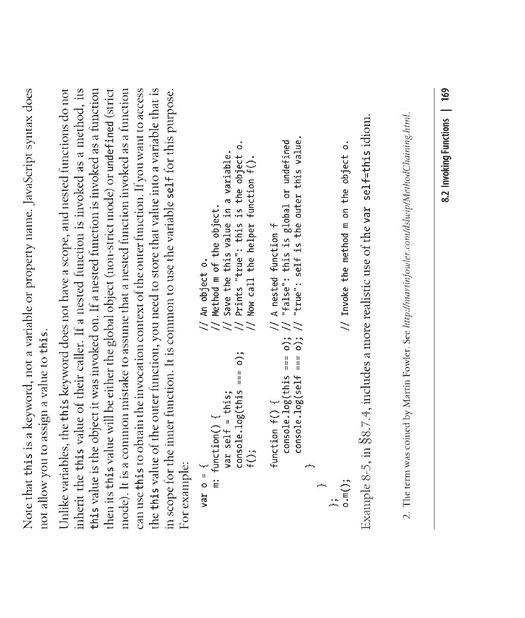 Note that this is a keyword, not a variable or property name. JavaScript syntax does
not allow you to assign a value to this.
Unlike variables, the this keyword does not have a scope, and nested functions do not
inherit the this value of their caller. If a nested function is invoked as a method, its
this value is the object it was invoked on. If a nested function is invoked as a function
then its this value will be either the global object (non-strict mode) or undefined (strict
mode). It is a common mistake to assume that a nested function invoked as a function
can use this to obtain the invocation context of the outer function. If you want to access
the this value of the outer function, you need to store that value into a variable that is
in scope for the inner function. It is common to use the variable self for this purpose.
For example:
var o = { // An object o.
m: function() { // Method m of the object.
var self = this; // Save the this value in a variable.
console.log(this === o); // Prints "true": this is the object o.
f(); // Now call the helper function f().
function f() { // A nested function f
console.log(this === o); // "false": this is global or undefined
console.log(self === o); // "true": self is the outer this value.
}
}
};
o.m(); // Invoke the method m on the object o.
Example 8-5, in §8.7.4, includes a more realistic use of the var self=this idiom.
2. The term was coined by Martin Fowler. See http://martinfowler.com/dslwip/MethodChaining.html.
8.2 Invoking Functions | 169